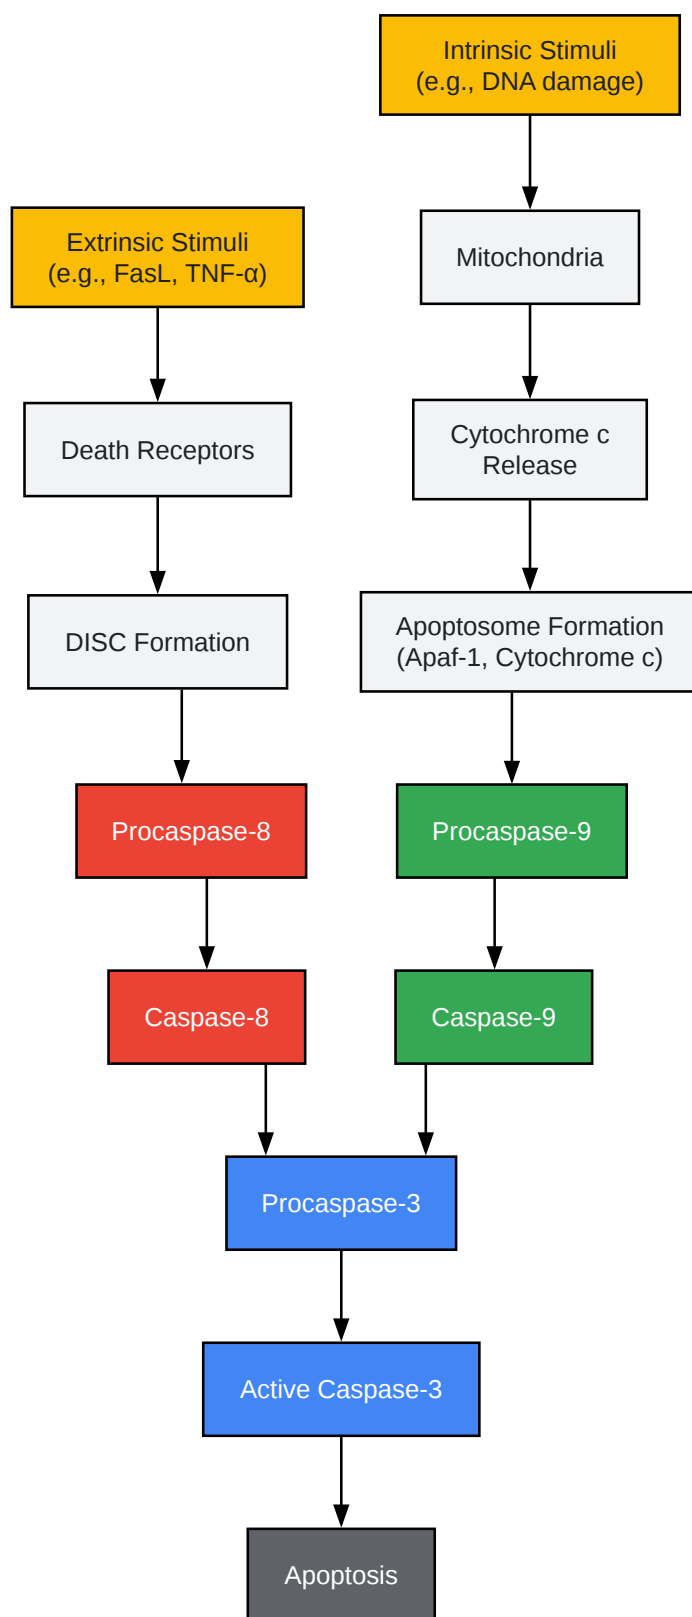 Intrinsic Stimuli
(e.g., DNA damage)
Extrinsic Stimuli
(e.g., FasL, TNF-α)
Mitochondria
Death Receptors
Cytochrome c
Release
DISC Formation
Apoptosome Formation
(Apaf-1, Cytochrome c)
Procaspase-8
Procaspase-9
Caspase-8
Caspase-9
Procaspase-3
Active Caspase-3
Apoptosis